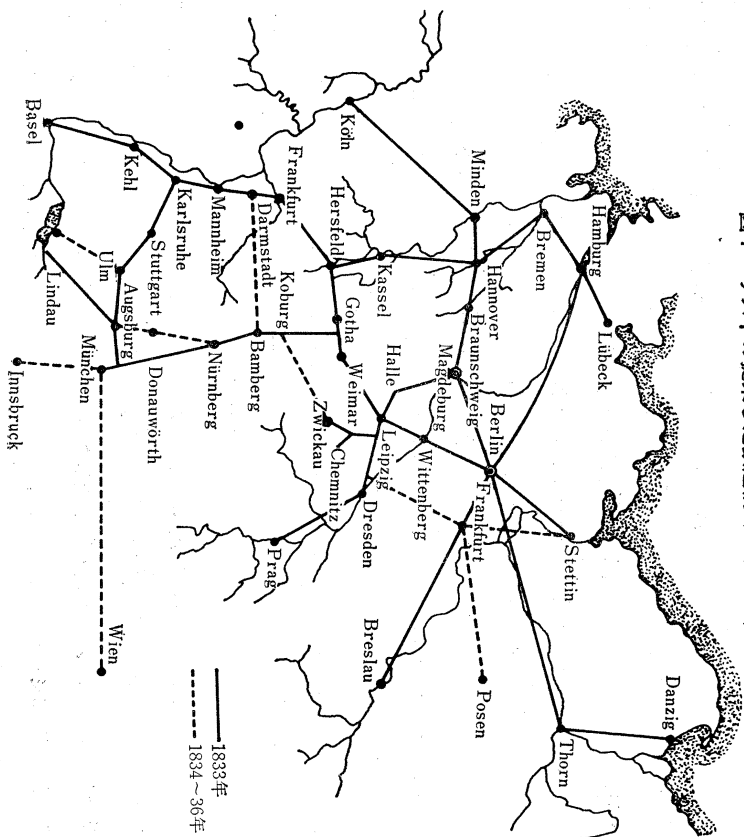 Hamburg
Lübeck
Bremen
Stettin
Danzig
Thorn
Minden
Hannover
Braunschweig
Magdeburg
Berlin
Frankfurt
Posen
Köln
Kassel
Hersfeld
Halle
Wittenberg
Leipzig
Dresden
Breslau
Frankfurt
Gotha
Weimar
Koburg
Zwickau
Chemnitz
Prag
Darmstadt
Mannheim
Bamberg
Nürnberg
Karlsruhe
Kehl
Stuttgart
Donauwörth
Augsburg
Ulm
Basel
Lindau
München
Innsbruck
Wien
1833年
1834~36年